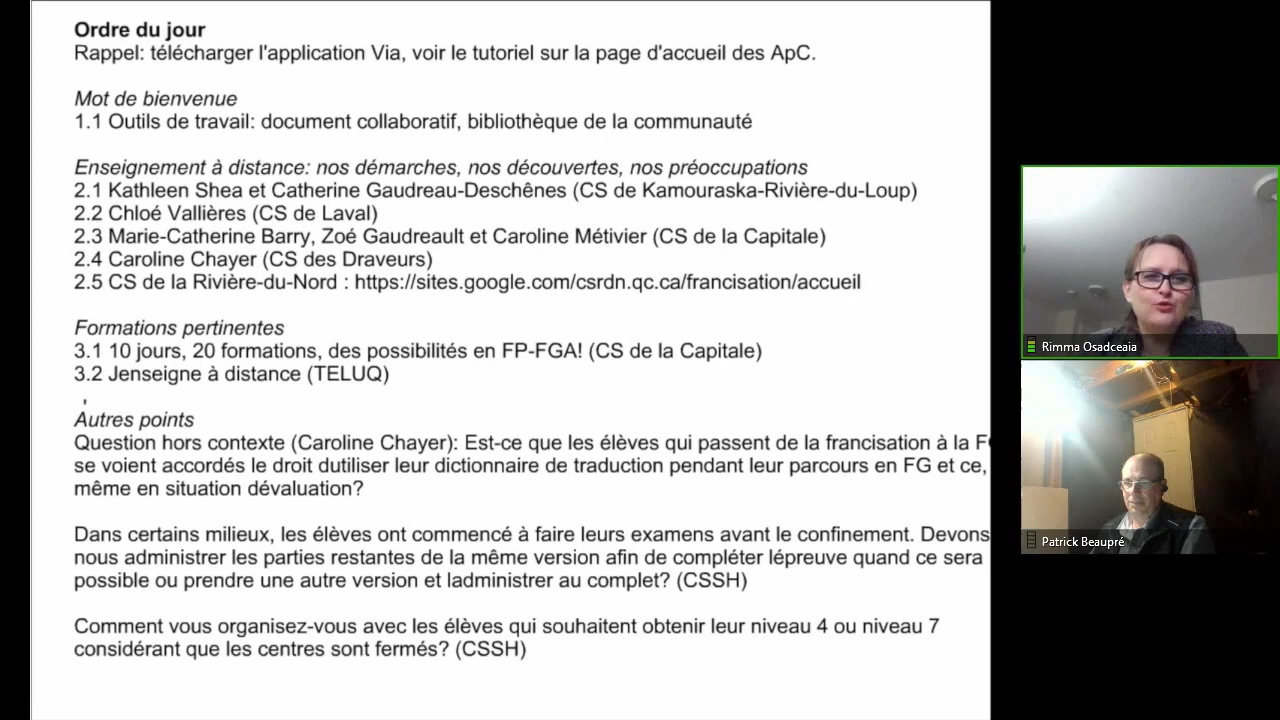 Ordre du jour
Rappel: télécharger l'application Via, voir le tutoriel sur la page d'accueil des ApC.
Mot de bienvenue
1.1 Outils de travail: document collaboratif, bibliothèque de la communauté
Enseignement à distance: nos démarches, nos découvertes, nos préoccupations
2.1 Kathleen Shea et Catherine Gaudreau-Deschênes (CS de Kamouraska-Rivière-du-Loup)
2.2 Chloé Vallières (CS de Laval)
2.3 Marie-Catherine Barry, Zoé Gaudreault et Caroline Métivier (CS de la Capitale)
2.4 Caroline Chayer (CS des Draveurs)
2.5 CS de la Rivière-du-Nord : https://sites.google.com/csrdn.qc.ca/francisation/accueil
Formations pertinentes
3.1 10 jours, 20 formations, des possibilités en FP-FGA! (CS de la Capitale)
3.2 Jenseigne à distance (TELUQ)
Autres points
Question hors contexte (Caroline Chayer): Est-ce que les élèves qui passent de la francisation à la
se voient accordés le droit dutiliser leur dictionnaire de traduction pendant leur parcours en FG et ce,
même en situation dévaluation?
Dans certains milieux, les élèves ont commencé à faire leurs examens avant le confinement. Devons
nous administrer les parties restantes de la même version afin de compléter lépreuve quand ce sera
possible ou prendre une autre version et ladministrer au complet? (CSSH)
Comment vous organisez-vous avec les élèves qui souhaitent obtenir leur niveau 4 ou niveau 7
considérant que les centres sont fermés? (CSSH)
Rimma Osadceaia
Patrick Beaupré